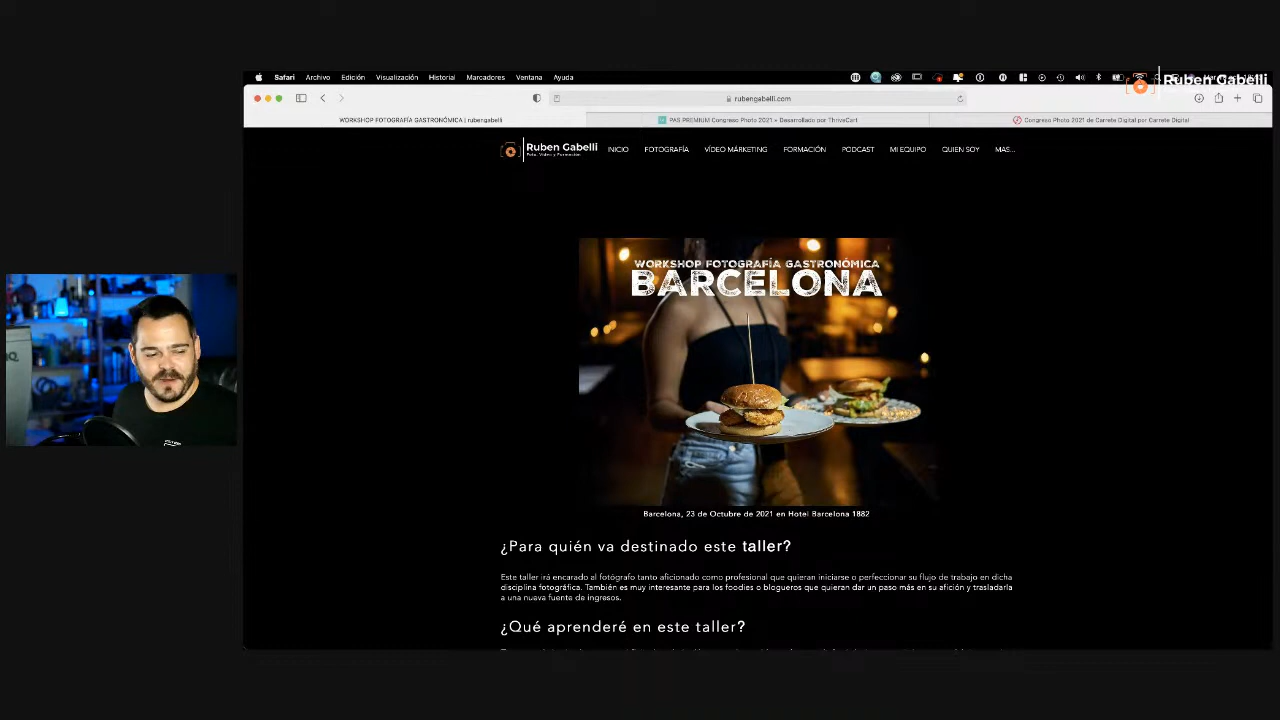 Safari Archivo Edición Visualización Historial Marcadores Ventana Ayuda
Ruben Gabelli
rubengabelli.com
WORKSHOP FOTOGRAFÍA GASTRONÓMICA | rubengabelli
PAS PREMIUM Congreso Photo 2021 » Desarrollado por ThriveCart
Congreso Photo 2021 de Carrete Digital por Carrete Digital
Ruben Gabelli
Foto, Vídeo y Formación
INICIO FOTOGRAFÍA VÍDEO MÁRKETING FORMACIÓN PODCAST MI EQUIPO QUIEN SOY MAS...
WORKSHOP FOTOGRAFÍA GASTRONÓMICA
BARCELONA
Barcelona, 23 de Octubre de 2021 en Hotel Barcelona 1882
¿Para quién va destinado este taller?
Este taller irá encarado al fotógrafo tanto aficionado como profesional que quieran iniciarse o perfeccionar su flujo de trabajo en dicha
disciplina fotográfica. También es muy interesante para los foodies o blogueros que quieran dar un paso más en su afición y trasladarla
a una nueva fuente de ingresos.
¿Qué aprenderé en este taller?